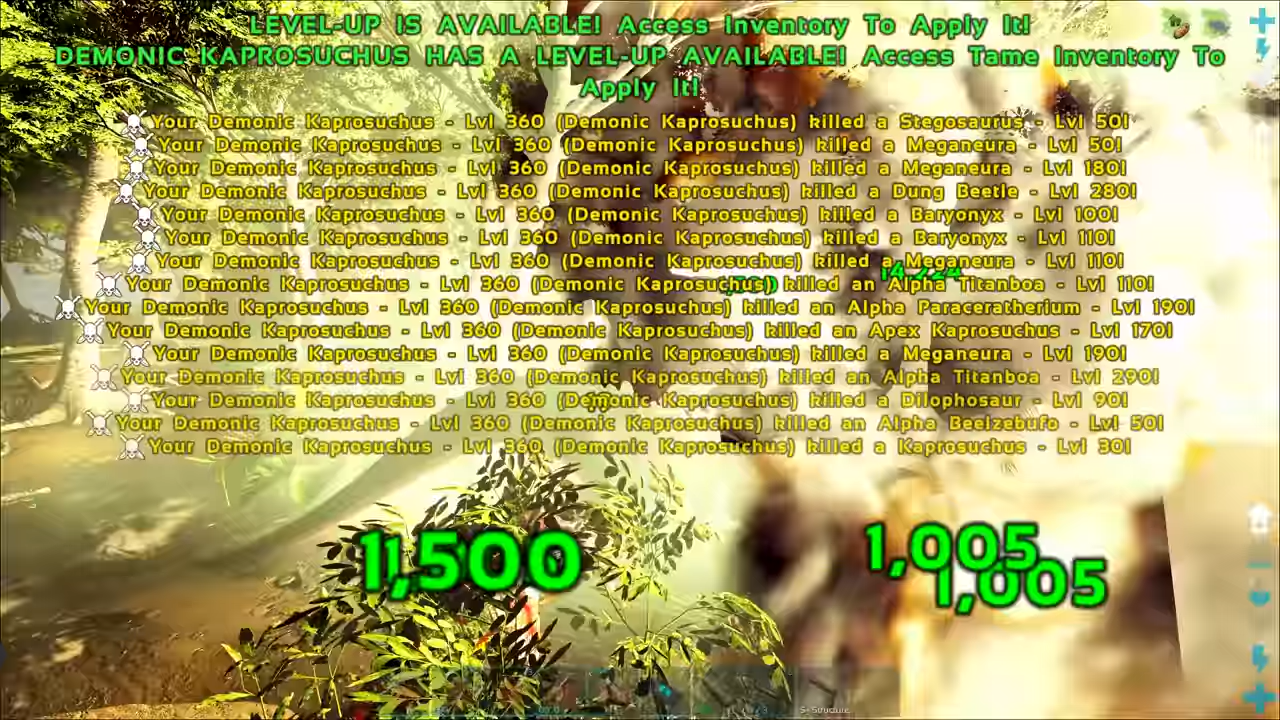 LEVEL-UP IS AVAILABLE! Access Inventory To Apply It!
DEMONIC KAPROSUCHUS HAS A LEVEL-UP AVAILABLE! Access Tame Inventory To
Apply It!
Your Demonic Kaprosuchus - Lvl 360 (Demonic Kaprosuchus) killed a Stegosaurus - Lvl 50!
Your Demonic Kaprosuchus - Lvl 360 (Demonic Kaprosuchus) killed a Meganeura - Lvl 50!
Your Demonic Kaprosuchus - Lvl 360 (Demonic Kaprosuchus) killed a Meganeura - Lvl 180!
Your Demonic Kaprosuchus - Lvl 360 (Demonic Kaprosuchus) killed a Dung Beetle - Lvl 280!
Your Demonic Kaprosuchus - Lvl 360 (Demonic Kaprosuchus) killed a Baryonyx - Lvl 100!
Your Demonic Kaprosuchus - Lvl 360 (Demonic Kaprosuchus) killed a Baryonyx - Lvl 110!
Your Demonic Kaprosuchus - Lvl 360 (Demonic Kaprosuchus) killed a Meganeura - Lvl 110!
Your Demonic Kaprosuchus - Lvl 360 (Demonic Kaprosuchus) killed an Alpha Titanboa - Lvl 110!
Your Demonic Kaprosuchus - Lvl 360 (Demonic Kaprosuchus) killed an Alpha Paraceratherium - Lvl 190!
Your Demonic Kaprosuchus - Lvl 360 (Demonic Kaprosuchus) killed an Apex Kaprosuchus - Lvl 170!
Your Demonic Kaprosuchus - Lvl 360 (Demonic Kaprosuchus) killed a Meganeura - Lvl 190!
Your Demonic Kaprosuchus - Lvl 360 (Demonic Kaprosuchus) killed an Alpha Titanboa - Lvl 290!
Your Demonic Kaprosuchus - Lvl 360 (Demonic Kaprosuchus) killed a Dilophosaur - Lvl 90!
Your Demonic Kaprosuchus - Lvl 360 (Demonic Kaprosuchus) killed an Alpha Beelzebufo - Lvl 50!
Your Demonic Kaprosuchus - Lvl 360 (Demonic Kaprosuchus) killed a Kaprosuchus - Lvl 30!
1,005
1,005
S-Structure